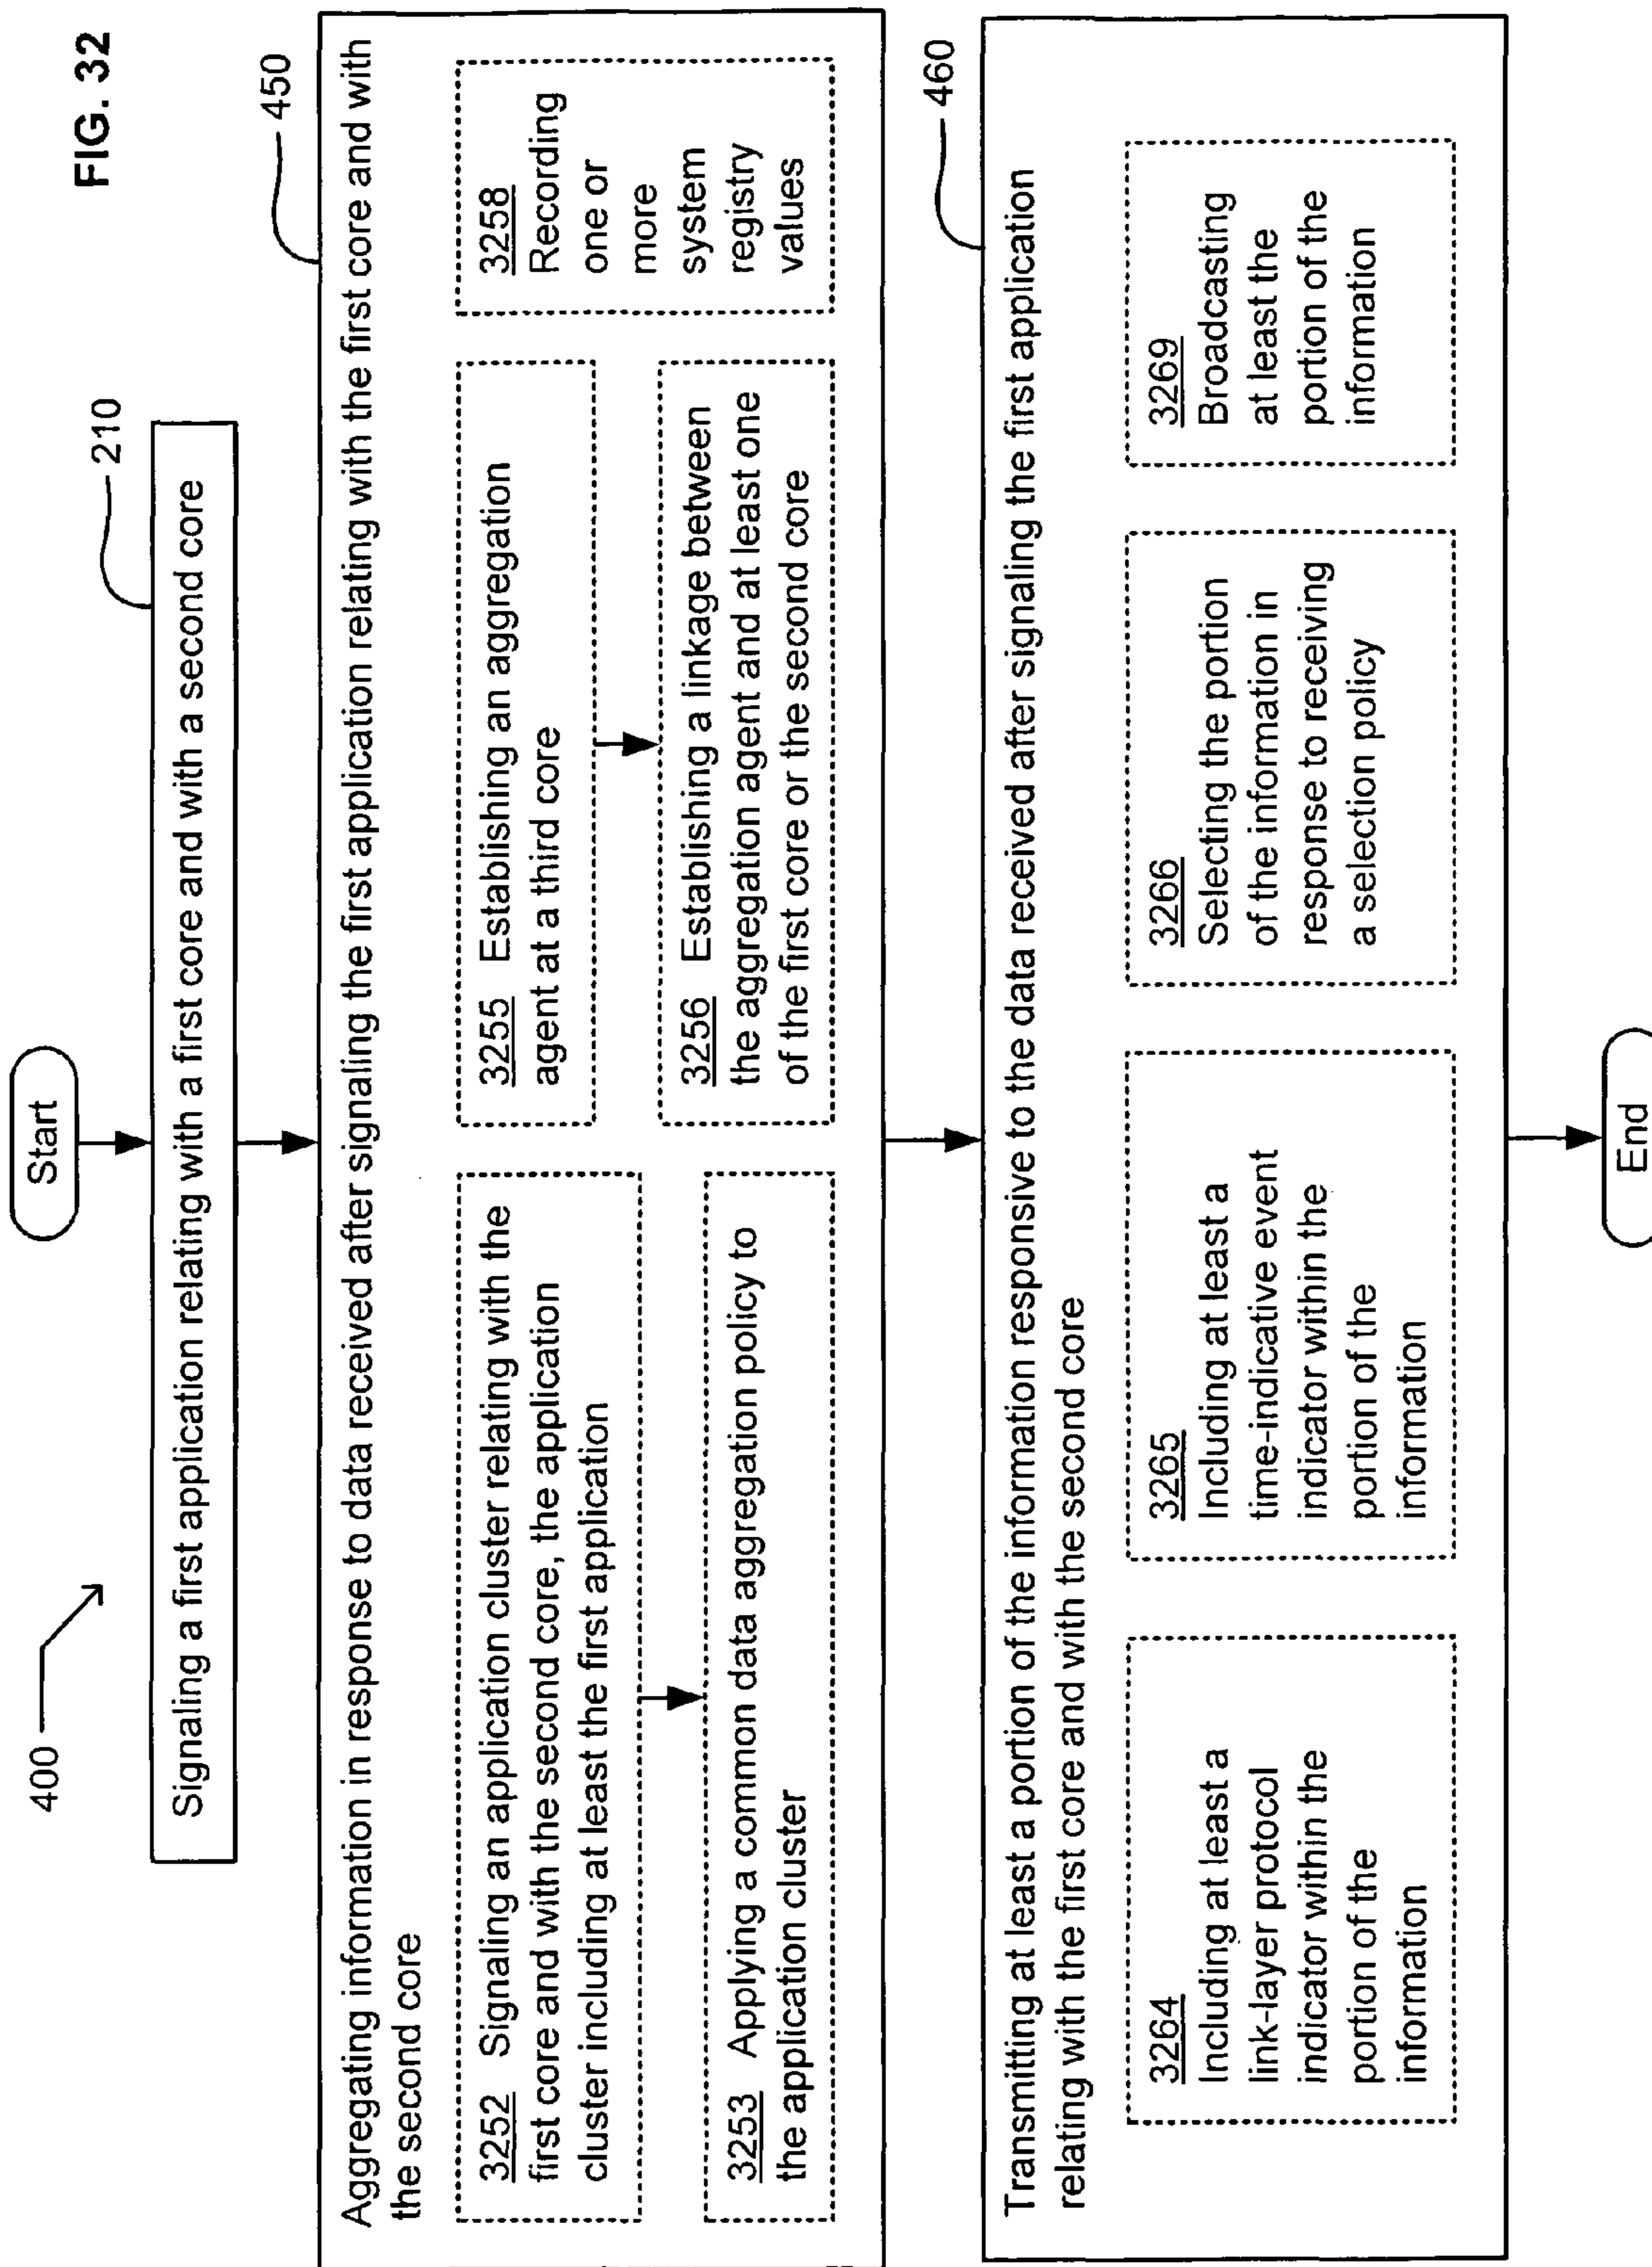 FIG. 32
400
Start
210
Signaling a first application relating with a first core and with a second core
450
Aggregating information in response to data received after signaling the first application relating with the first core and with
the second core
3252 Signaling an application cluster relating with the
first core and with the second core, the application
cluster including at least the first application
3253 Applying a common data aggregation policy to
the application cluster
3255 Establishing an aggregation
agent at a third core
3256 Establishing a linkage between
the aggregation agent and at least one
of the first core or the second core
3258
Recording
one or
more
system
registry
values
460
Transmitting at least a portion of the information responsive to the data received after signaling the first application
relating with the first core and with the second core
3264
Including at least a
link-layer protocol
indicator within the
portion of the
information
3265
Including at least a
time-indicative event
indicator within the
portion of the
information
3266
Selecting the portion
of the information in
response to receiving
a selection policy
3269
Broadcasting
at least the
portion of the
information
End